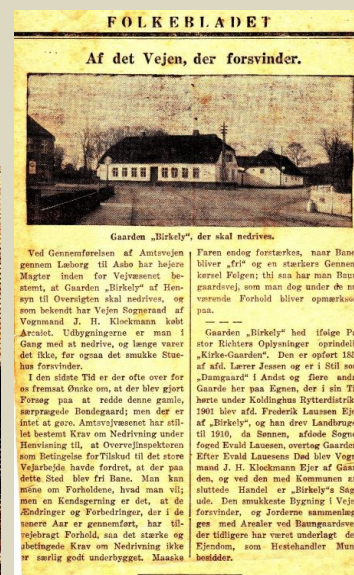 FOLKEBLADET
Af det Vejen, der forsvinder.
Gaarden „Birkely", der skal nedrives.
Ved Gennemførelsen af Amtsvejen
gennem Læborg til Asbo har højere
Magter inden for Vejvæsenet be-
stemt, at Gaarden „Birkely" af Hen-
syn til Oversigten skal nedrives, og
som bekendt har Vejen Sogneraad af
Vognmand J. H. Klockmann købt
Arealet. Udbygningerne er man i
Gang med at nedrive, og længe varer
det ikke, før ogsaa det smukke Stue-
hus forsvinder.
I den sidste Tid er der ofte over for
os fremsat Ønske om, at der blev gjort
Forsøg paa at redde denne gamle,
særprægede Bondegaard; men der er
intet at gøre. Amtsvejvæsenet har stil-
let bestemt Krav om Nedrivning under
Henvisning til, at Overvejinspektoren
som Betingelse for Tilskud til det store
Vejarbejde havde fordret, at der paa
dette Sted blev fri Bane. Man kan
mene om Forholdene, hvad man vil;
men en Kendsgerning er det, at de
Ændringer og Forbedringer, der i de
senere Aar er gennemført, har til-
vejebragt Forhold, saa det stærke og
ubetingede Krav om Nedrivning ikke
er særlig godt underbygget. Maaske
Faren endog forstærkes, naar Bane
bliver „fri" og en stærkers Gennem
kørsel Følgen; thi saa har man Baun
gaardsvej, som man dog under de nu
værende Forhold bliver opmærkso
paa.
— — —
Gaarden „Birkely" hed ifølge Pa
stor Richters Oplysninger oprindeli
„Kirke-Gaarden". Den er opført 185
af afd. Lærer Jessen og er i Stil som
„Damgaard" i Andst og flere andr
Gaarde her paa Egnen, der i sin Ti
hørte under Koldinghus Rytterdistrikt
1901 blev afd. Frederik Laussen Eje
af „Birkely", og han drev Landbruge
til 1910, da Sønnen, afdøde Sogne
foged Evald Lauesen, overtog Gaarden
Efter Evald Lauesens Død blev Vogn
mand J. H. Klockmann Ejer af Gaar
den, og ved den med Kommunen af
sluttede Handel er „Birkely"s Sag
ude. Den smukkeste Bygning i Vejen
forsvinder, og Jorderne sammenlæg
ges med Arealer ved Baungaardsvej
der tidligere har været underlagt de
Ejendom, som Hestehandler Mun
besidder.